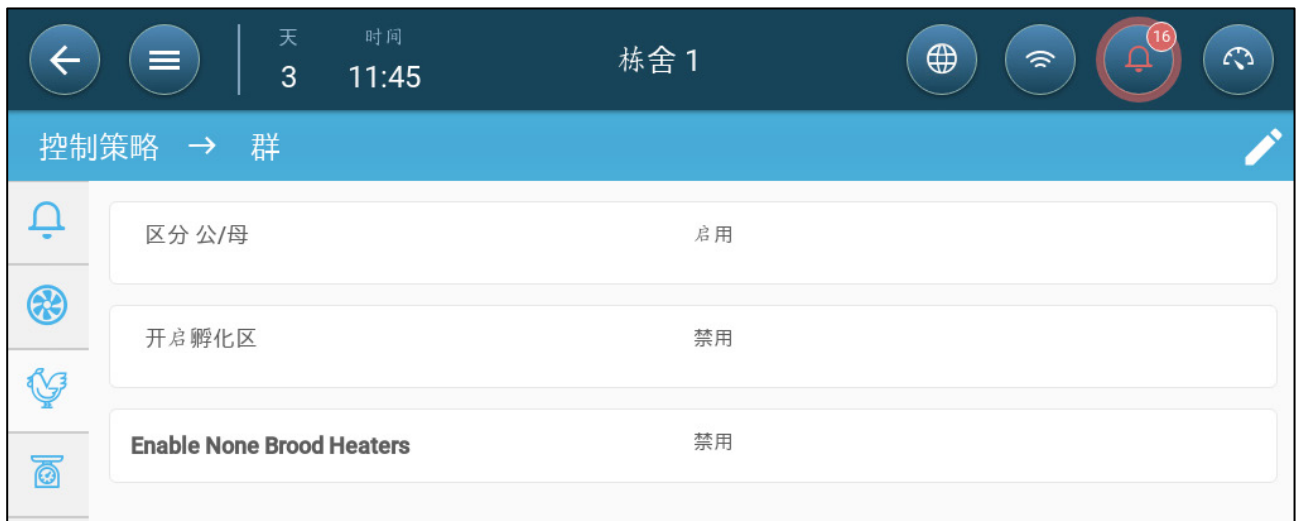 天 时间
3 11:45
栋舍 1
16
控制策略 → 群
区分 公/母 启用
开启孵化区 禁用
Enable None Brood Heaters 禁用